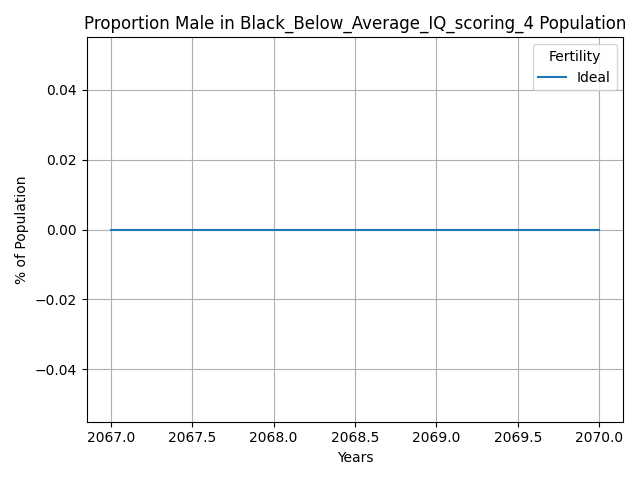 Proportion Male in Black_Below_Average_IQ_scoring_4 Population
Fertility
Ideal
0.04
0.02
0.00
−0.02
−0.04
% of Population
2067.0 2067.5 2068.0 2068.5 2069.0 2069.5 2070.0
Years